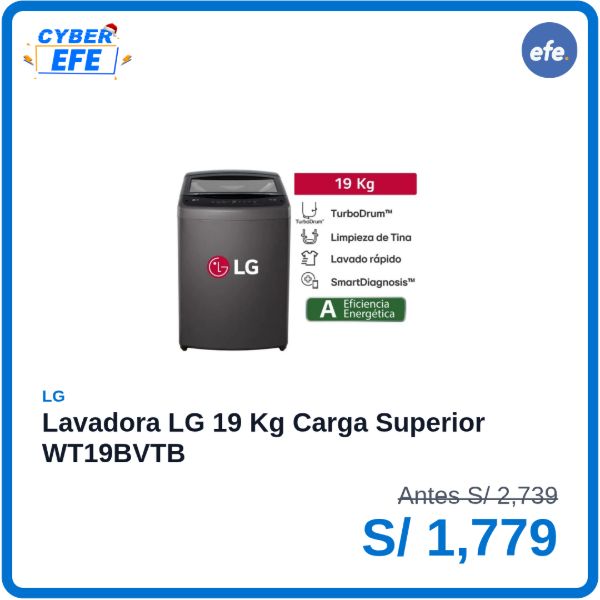 CYBER
EFE
efe.
19 Kg
TurboDrum™
TurboDrum™
Limpieza de Tina
Lavado rápido
SmartDiagnosis™
A Eficiencia
Energética
LG
LG
Lavadora LG 19 Kg Carga Superior
WT19BVTB
Antes S/ 2,739
S/ 1,779